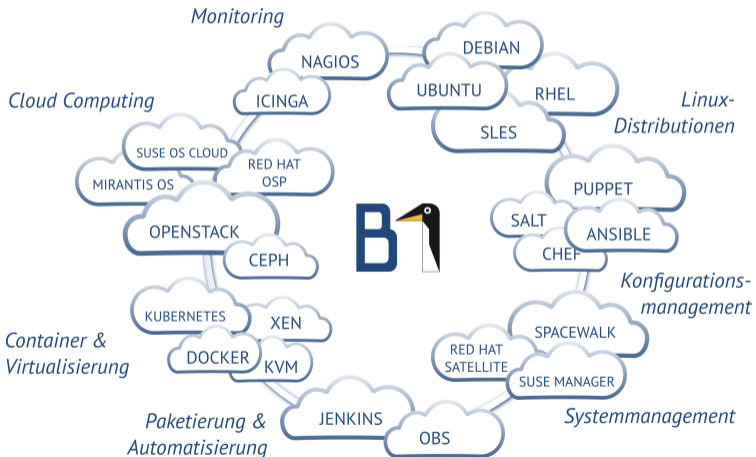 Monitoring
NAGIOS
ICINGA
DEBIAN
UBUNTU
RHEL
SLES
Linux-
Distributionen
Cloud Computing
SUSE OS CLOUD
RED HAT
OSP
MIRANTIS OS
OPENSTACK
CEPH
B1
PUPPET
SALT
ANSIBLE
CHEF
Konfigurations-
management
KUBERNETES
XEN
DOCKER
KVM
Container &
Virtualisierung
SPACEWALK
RED HAT
SATELLITE
SUSE MANAGER
Systemmanagement
JENKINS
OBS
Paketierung &
Automatisierung